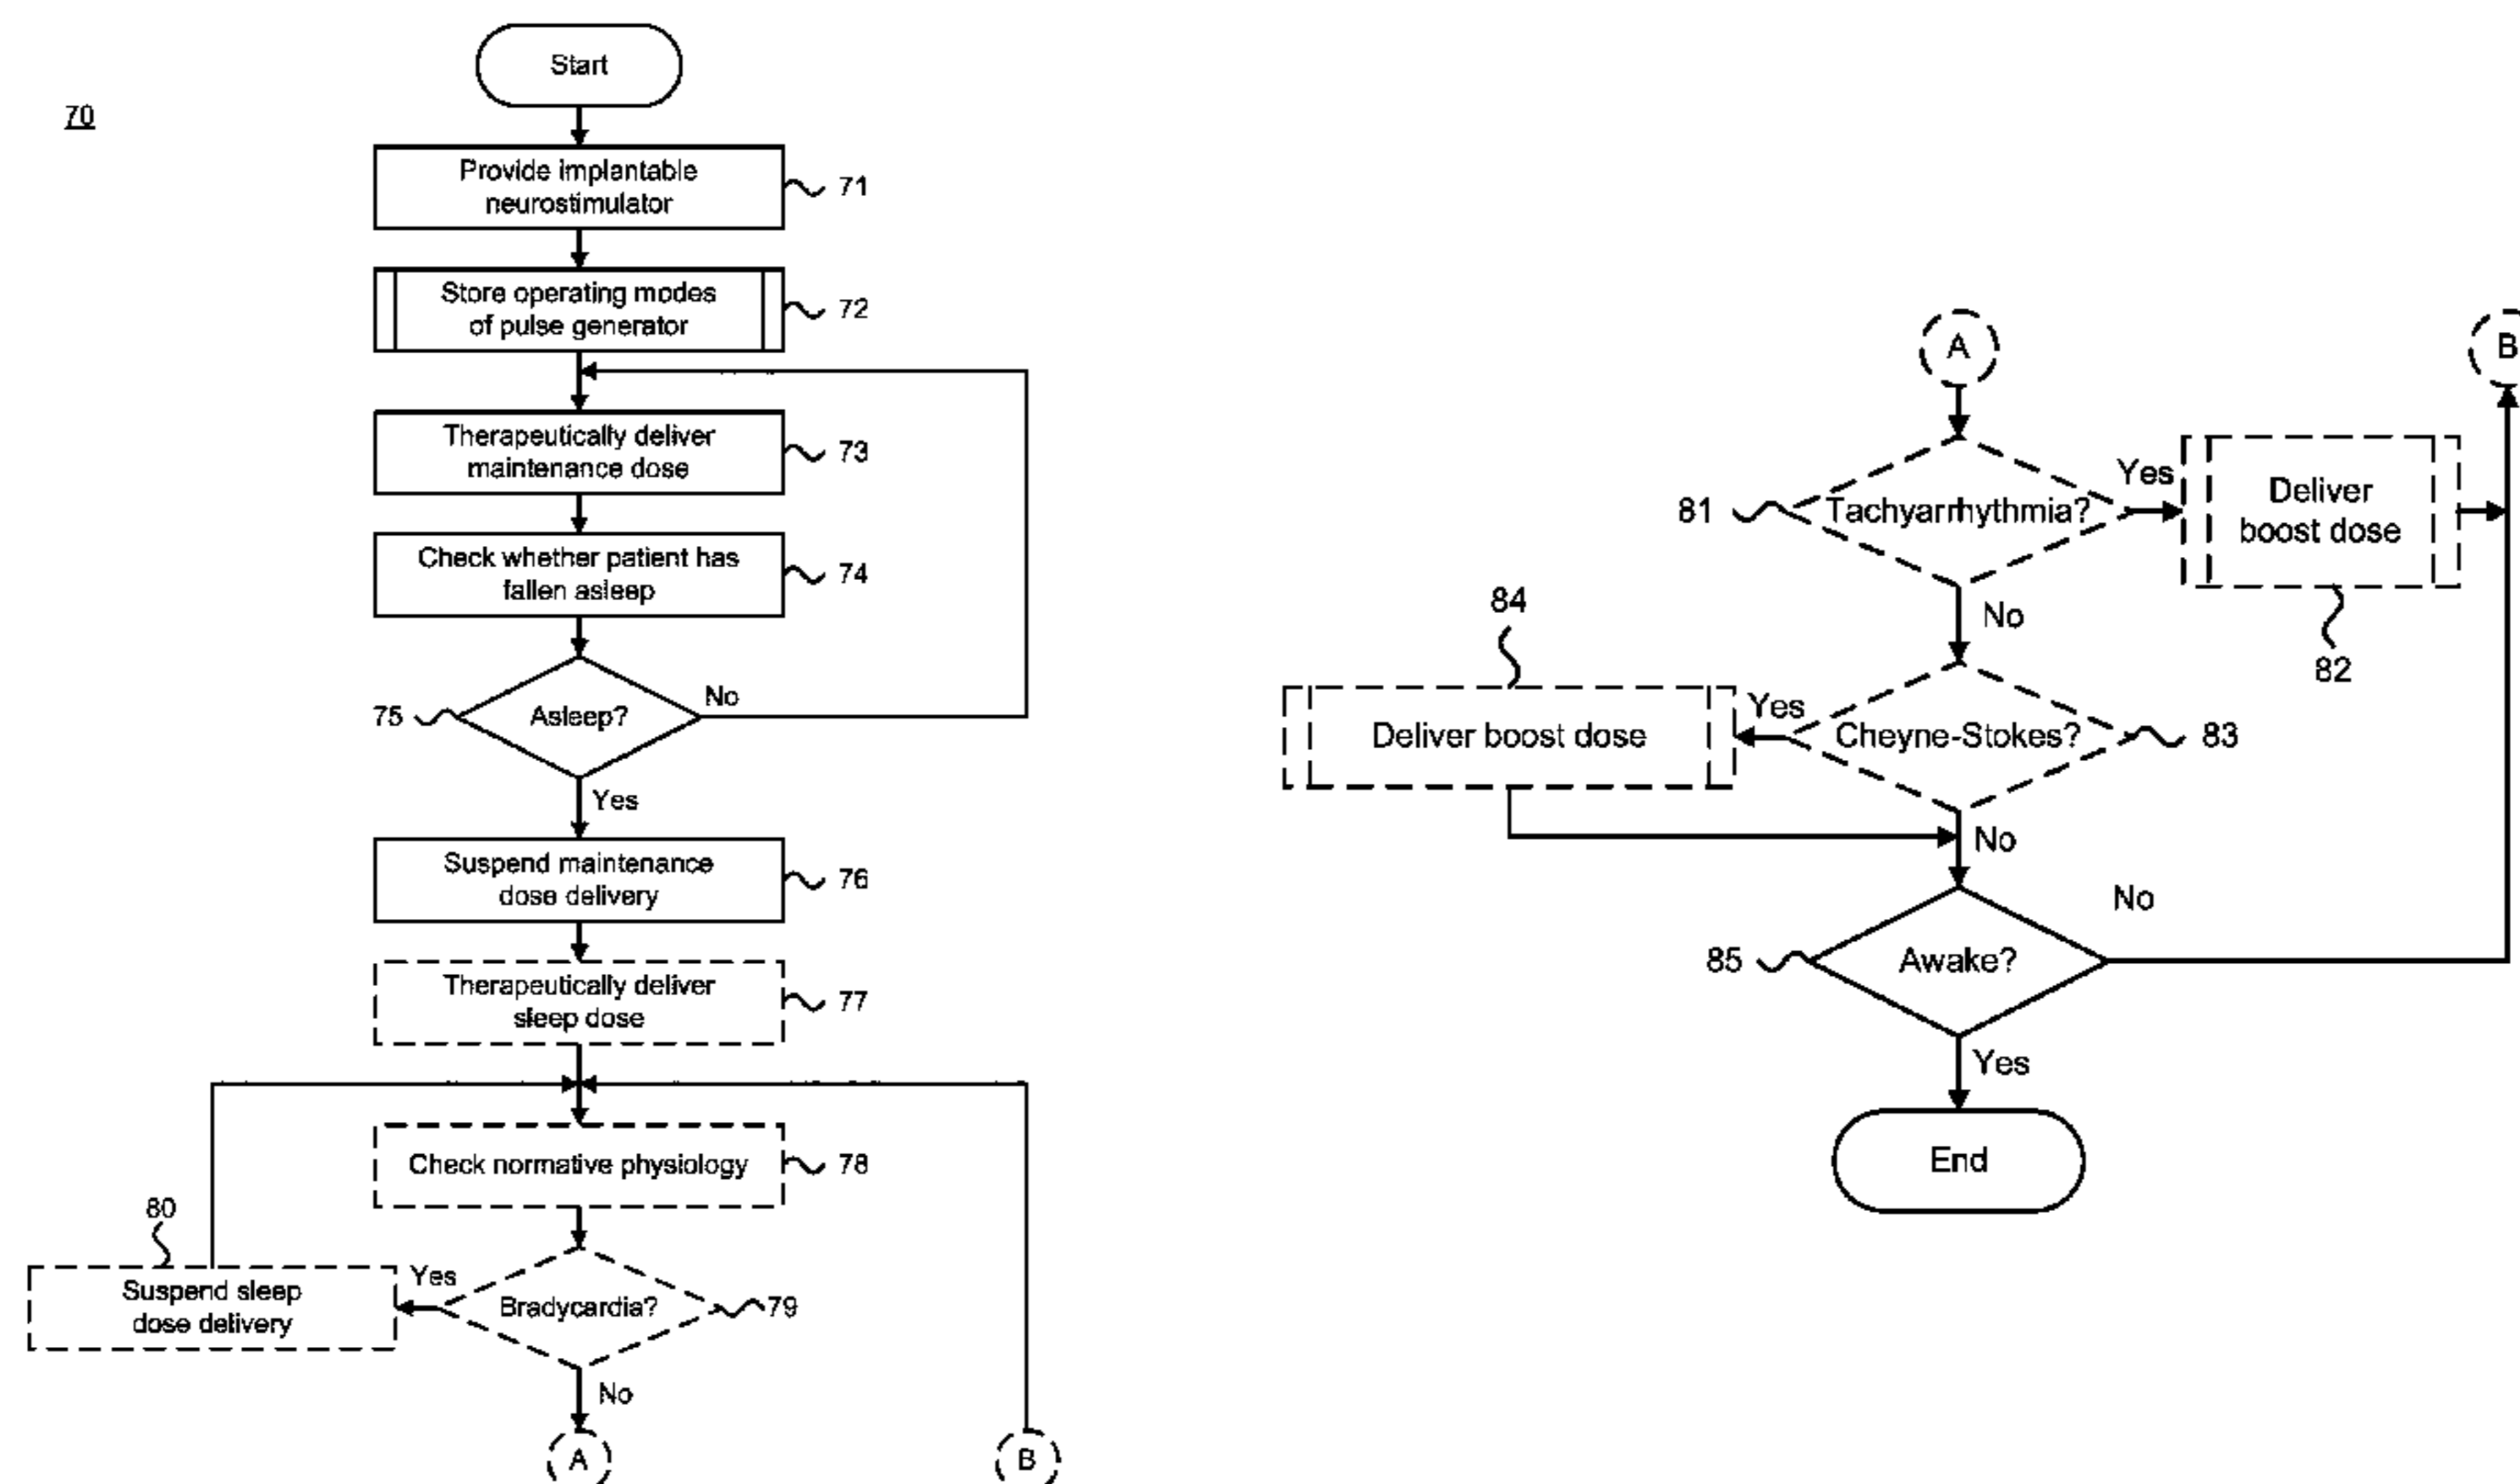 70
Start
Provide implantable
neurostimulator
71
Store operating modes
of pulse generator
72
Therapeutically deliver
maintenance dose
73
Check whether patient has
fallen asleep
74
75
Asleep?
No
Yes
Suspend maintenance
dose delivery
76
Therapeutically deliver
sleep dose
77
Check normative physiology
78
80
Suspend sleep
dose delivery
Yes
Bradycardia?
79
No
A
B
A
B
81
Tachyarrhythmia?
Yes
Deliver
boost dose
82
No
84
Deliver boost dose
Yes
Cheyne-Stokes?
83
No
85
Awake?
No
Yes
End